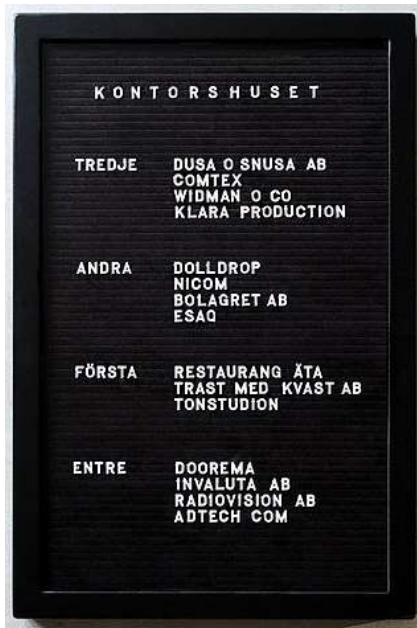 KONTORSHUSET
TREDJE DUSA O SNUSA AB
COMTEX
WIDMAN O CO
KLARA PRODUCTION
ANDRA DOLLDROP
NICOM
BOLAGRET AB
ESAQ
FÖRSTA RESTAURANG ÄTA
TRAST MED KVAST AB
TONSTUDION
ENTRE DOOREMA
INVALUTA AB
RADIOVISION AB
ADTECH COM